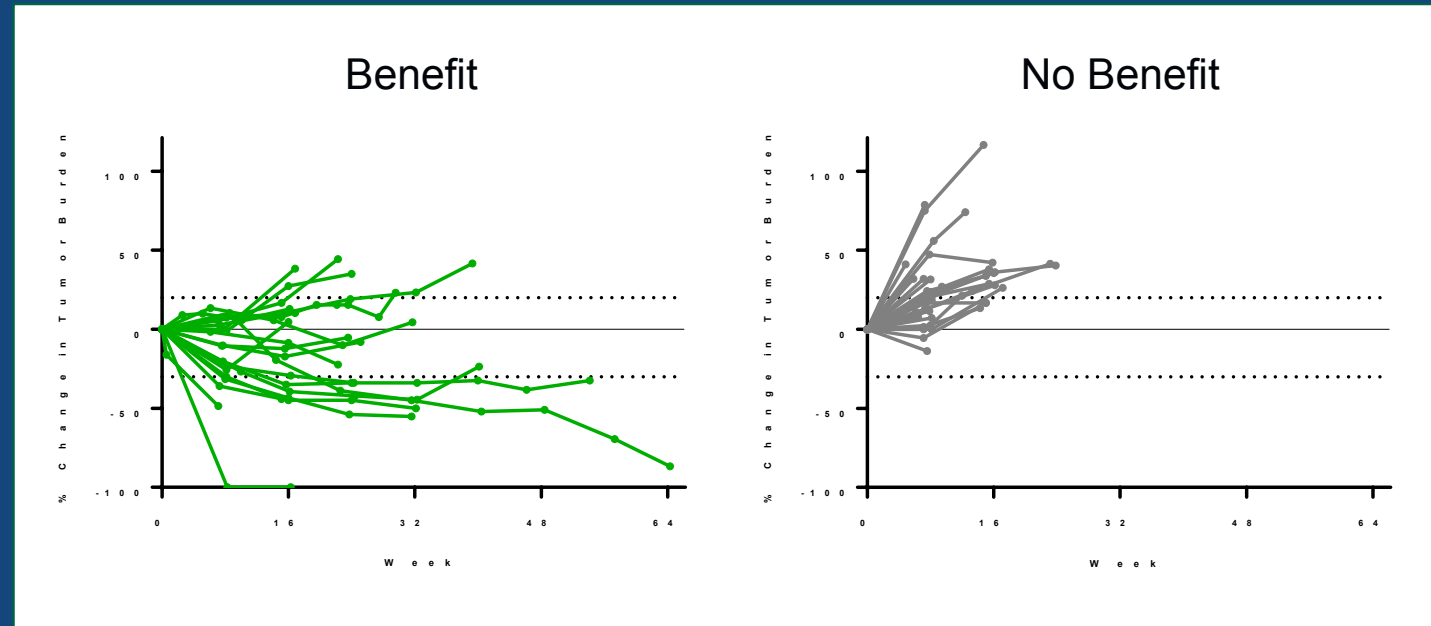 Benefit
No Benefit
% Change in Tumor Burden
100
50
0
-50
-100
0 16 32 48 64
Week
% Change in Tumor Burden
100
50
0
-50
-100
0 16 32 48 64
Week